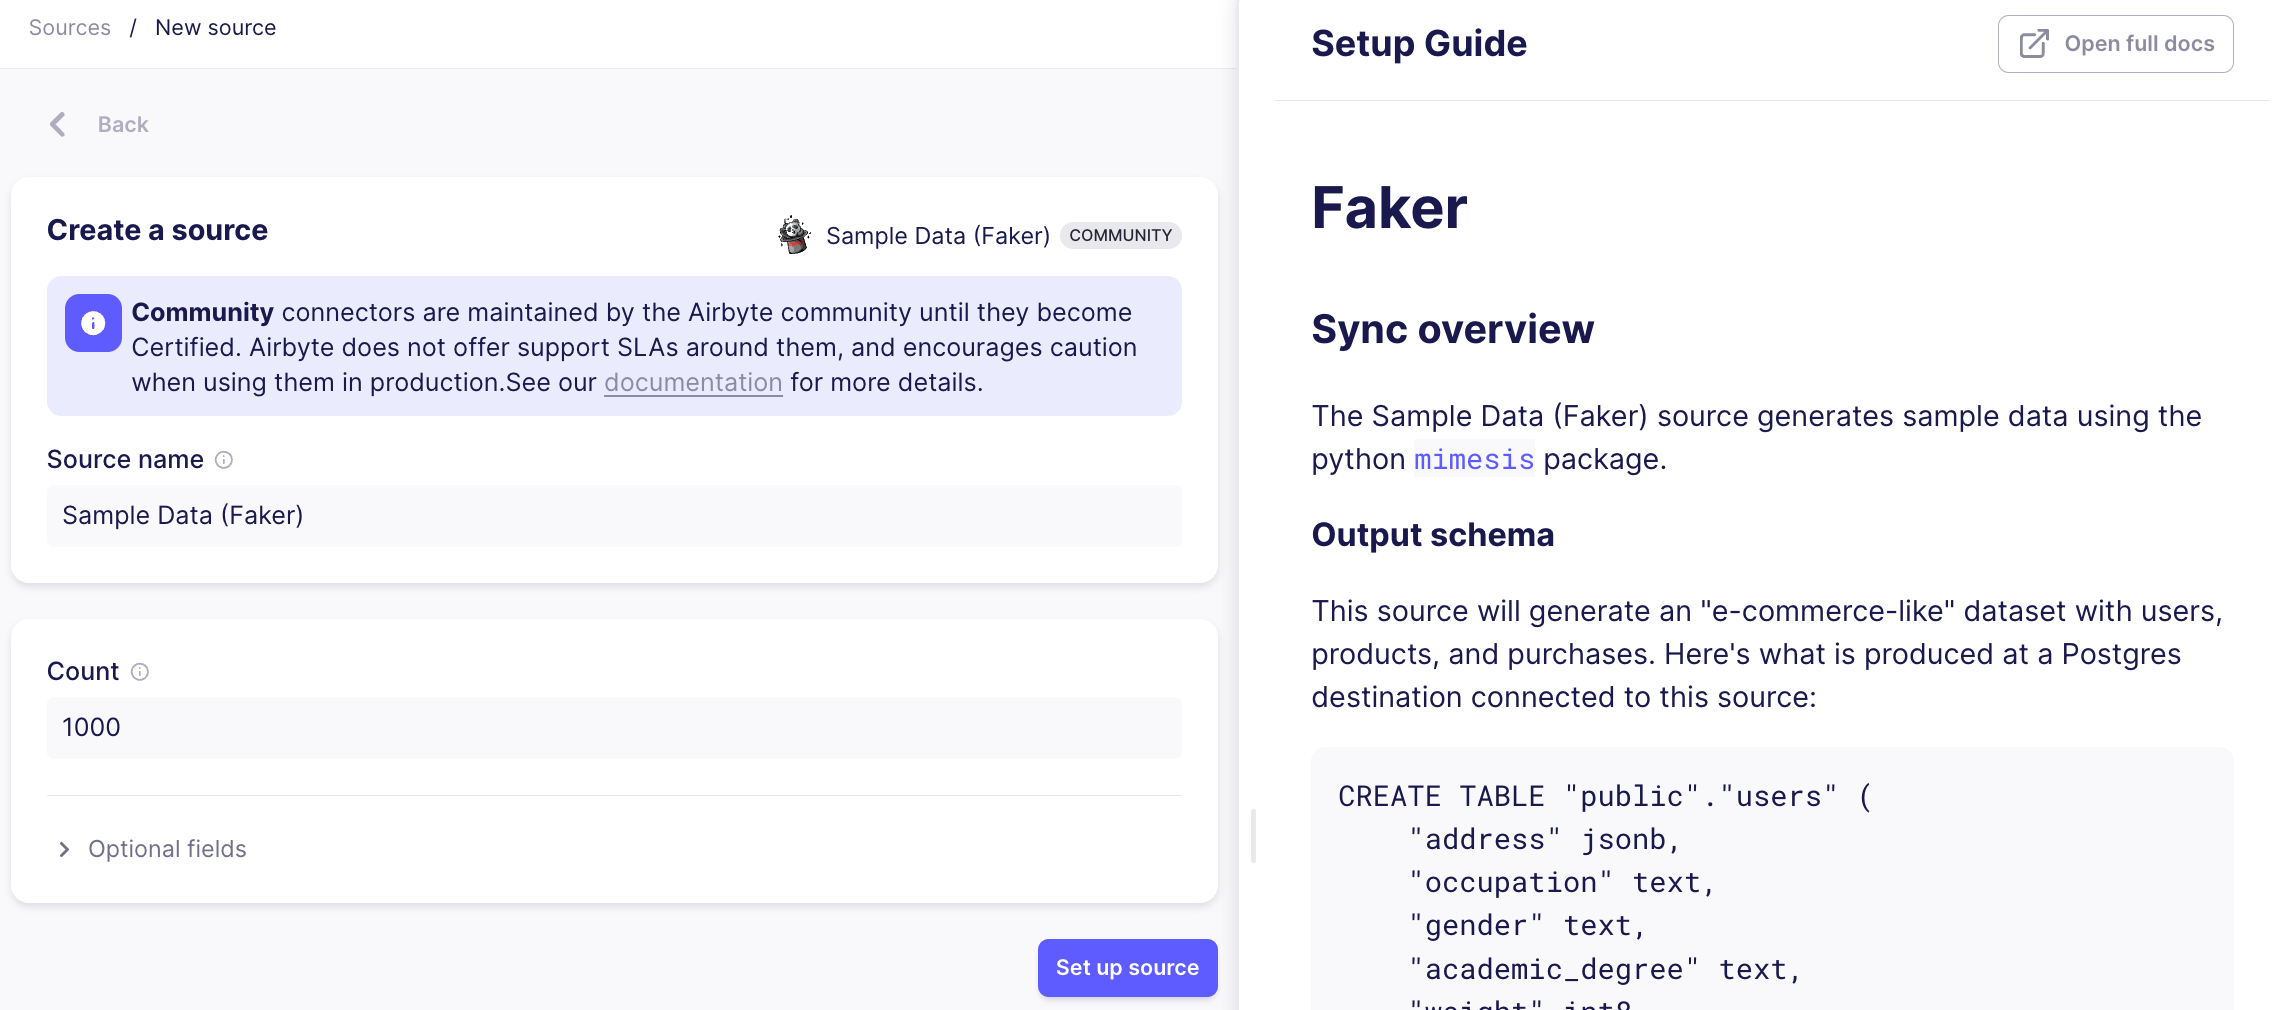 Sources / New source
Back
Create a source
Sample Data (Faker) COMMUNITY
Community connectors are maintained by the Airbyte community until they become
Certified. Airbyte does not offer support SLAs around them, and encourages caution
when using them in production.See our documentation for more details.
Source name
Sample Data (Faker)
Count
1000
Optional fields
Set up source
Setup Guide
Open full docs
Faker
Sync overview
The Sample Data (Faker) source generates sample data using the
python mimesis package.
Output schema
This source will generate an "e-commerce-like" dataset with users,
products, and purchases. Here's what is produced at a Postgres
destination connected to this source:
CREATE TABLE "public"."users" (
"address" jsonb,
"occupation" text,
"gender" text,
"academic_degree" text,
"weight" int8